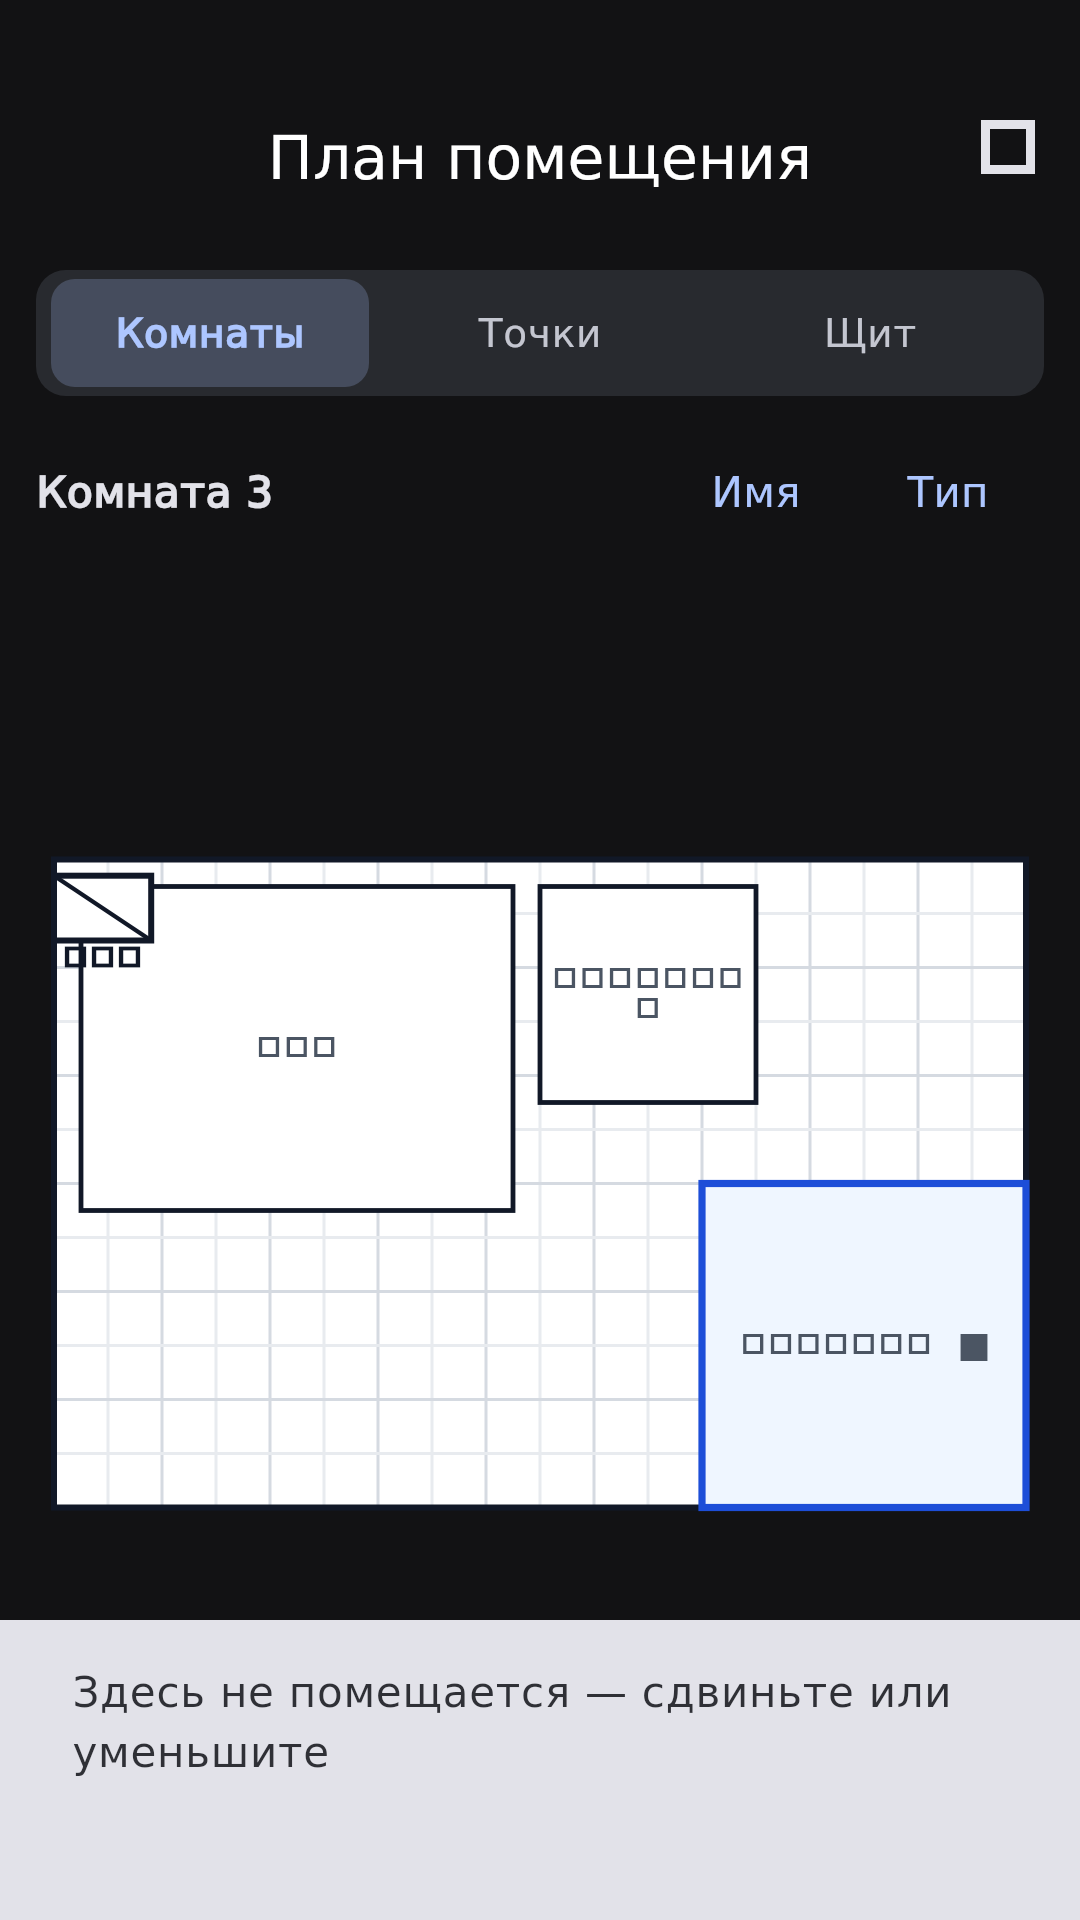 План помещения
Комнаты
Точки
Щит
Комната 3
Имя
Тип
Здесь не помещается — сдвиньте или
уменьшите